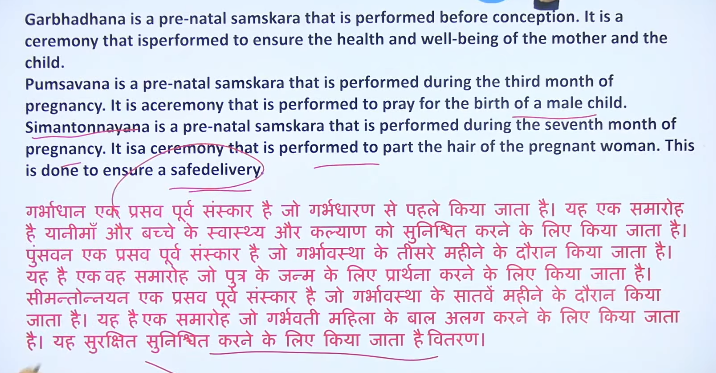 Garbhadhana is a pre-natal samskara that is performed before conception. It is a
ceremony that isperformed to ensure the health and well-being of the mother and the
child.
Pumsavana is a pre-natal samskara that is performed during the third month of
pregnancy. It is aceremony that is performed to pray for the birth of a male child.
Simantonnayana is a pre-natal samskara that is performed during the seventh month of
pregnancy. It isa ceremony that is performed to part the hair of the pregnant woman. This
is done to ensure a safedelivery.
गर्भाधान एक प्रसव पूर्व संस्कार है जो गर्भधारण से पहले किया जाता है। यह एक समारोह
है यानीमाँ और बच्चे के स्वास्थ्य और कल्याण को सुनिश्चित करने के लिए किया जाता है।
पुंसवन एक प्रसव पूर्व संस्कार है जो गर्भावस्था के तीसरे महीने के दौरान किया जाता है।
यह है एक वह समारोह जो पुत्र के जन्म के लिए प्रार्थना करने के लिए किया जाता है।
सीमन्तोन्नयन एक प्रसव पूर्व संस्कार है जो गर्भावस्था के सातवें महीने के दौरान किया
जाता है। यह है एक समारोह जो गर्भवती महिला के बाल अलग करने के लिए किया जाता
है। यह सुरक्षित सुनिश्चित करने के लिए किया जाता है वितरण।